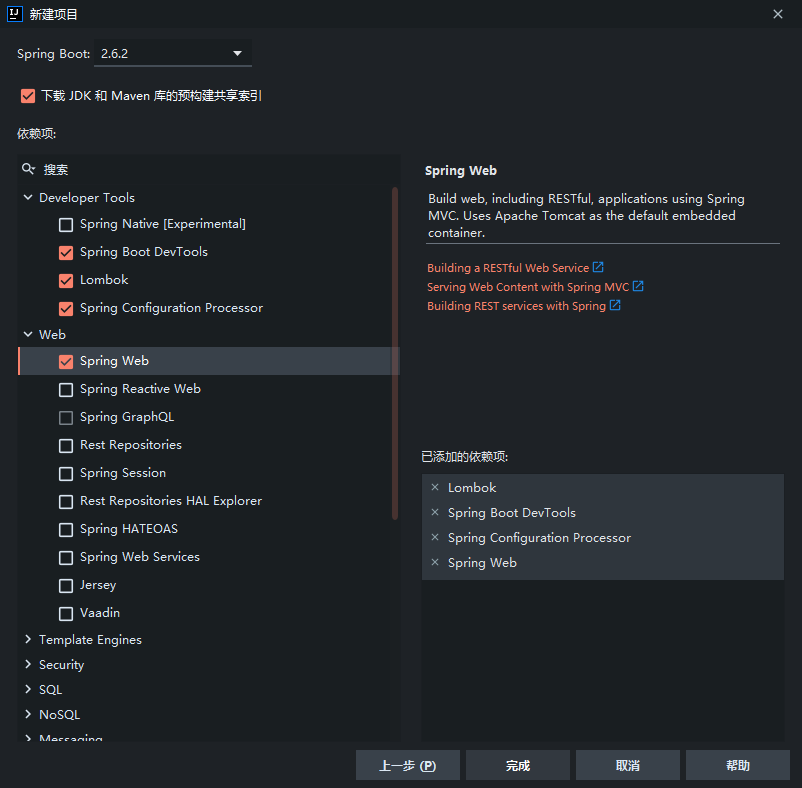 新建项目
Spring Boot: 2.6.2
下载 JDK 和 Maven 库的预构建共享索引
依赖项:
搜索
Developer Tools
Spring Native [Experimental]
Spring Boot DevTools
Lombok
Spring Configuration Processor
Web
Spring Web
Spring Reactive Web
Spring GraphQL
Rest Repositories
Spring Session
Rest Repositories HAL Explorer
Spring HATEOAS
Spring Web Services
Jersey
Vaadin
Template Engines
Security
SQL
NoSQL
Messaging
Spring Web
Build web, including RESTful, applications using Spring
MVC. Uses Apache Tomcat as the default embedded
container.
Building a RESTful Web Service
Serving Web Content with Spring MVC
Building REST services with Spring
已添加的依赖项:
Lombok
Spring Boot DevTools
Spring Configuration Processor
Spring Web
上一步 (P) 完成 取消 帮助